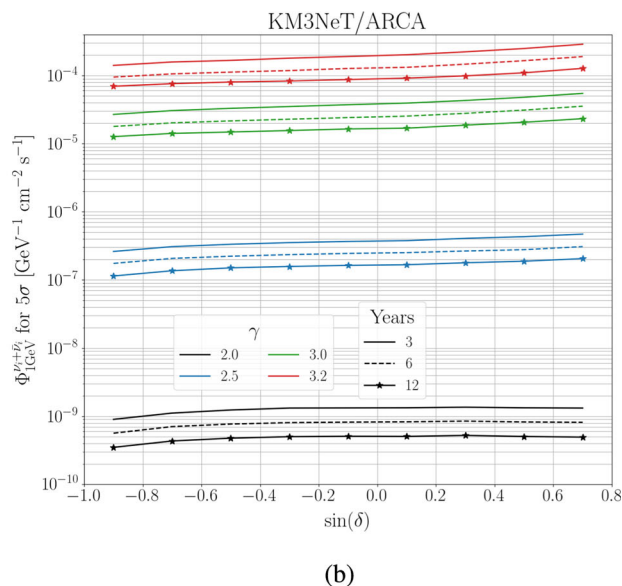 KM3NeT/ARCA
10⁻⁴
10⁻⁵
10⁻⁶
10⁻⁷
10⁻⁸
10⁻⁹
10⁻¹⁰
Φ^{ν_i+ν̄_i}_{1GeV} for 5σ [GeV⁻¹ cm⁻² s⁻¹]
γ
2.0 3.0
2.5 3.2
Years
3
6
12
−1.0 −0.8 −0.6 −0.4 −0.2 0.0 0.2 0.4 0.6 0.8
sin(δ)
(b)